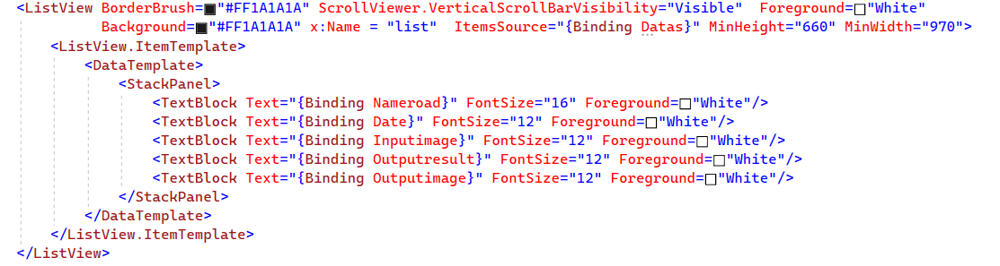 <ListView BorderBrush="#FF1A1A1A" ScrollViewer.VerticalScrollBarVisibility="Visible"  Foreground="White"
          Background="#FF1A1A1A" x:Name = "list"  ItemsSource="{Binding Datas}" MinHeight="660" MinWidth="970">
    <ListView.ItemTemplate>
        <DataTemplate>
            <StackPanel>
                <TextBlock Text="{Binding Nameroad}" FontSize="16" Foreground="White"/>
                <TextBlock Text="{Binding Date}" FontSize="12" Foreground="White"/>
                <TextBlock Text="{Binding Inputimage}" FontSize="12" Foreground="White"/>
                <TextBlock Text="{Binding Outputresult}" FontSize="12" Foreground="White"/>
                <TextBlock Text="{Binding Outputimage}" FontSize="12" Foreground="White"/>
            </StackPanel>
        </DataTemplate>
    </ListView.ItemTemplate>
</ListView>